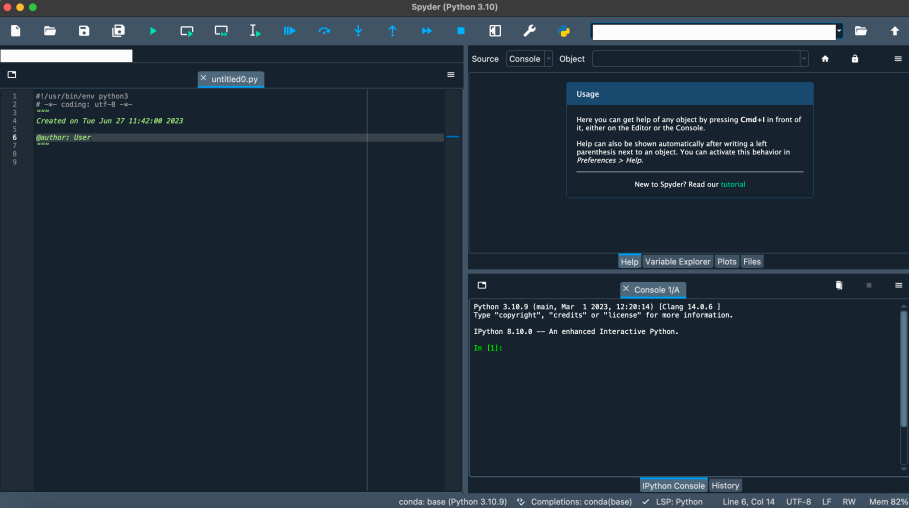 Spyder (Python 3.10)
untitled0.py
1 #!/usr/bin/env python3
2 # -*- coding: utf-8 -*-
3 """
4 Created on Tue Jun 27 11:42:00 2023
5
6 @author: User
7 """
8
9
Source Console Object
Usage
Here you can get help of any object by pressing Cmd+I in front
of it, either on the Editor or the Console.
Help can also be shown automatically after writing a left
parenthesis next to an object. You can activate this behavior in
Preferences > Help.
New to Spyder? Read our tutorial
Help Variable Explorer Plots Files
Console 1/A
Python 3.10.9 (main, Mar  1 2023, 12:20:14) [Clang 14.0.6 ]
Type "copyright", "credits" or "license" for more information.
IPython 8.10.0 -- An enhanced Interactive Python.
In [1]:
IPython Console History
conda: base (Python 3.10.9) Completions: conda(base) LSP: Python Line 6, Col 14 UTF-8 LF RW Mem 82%